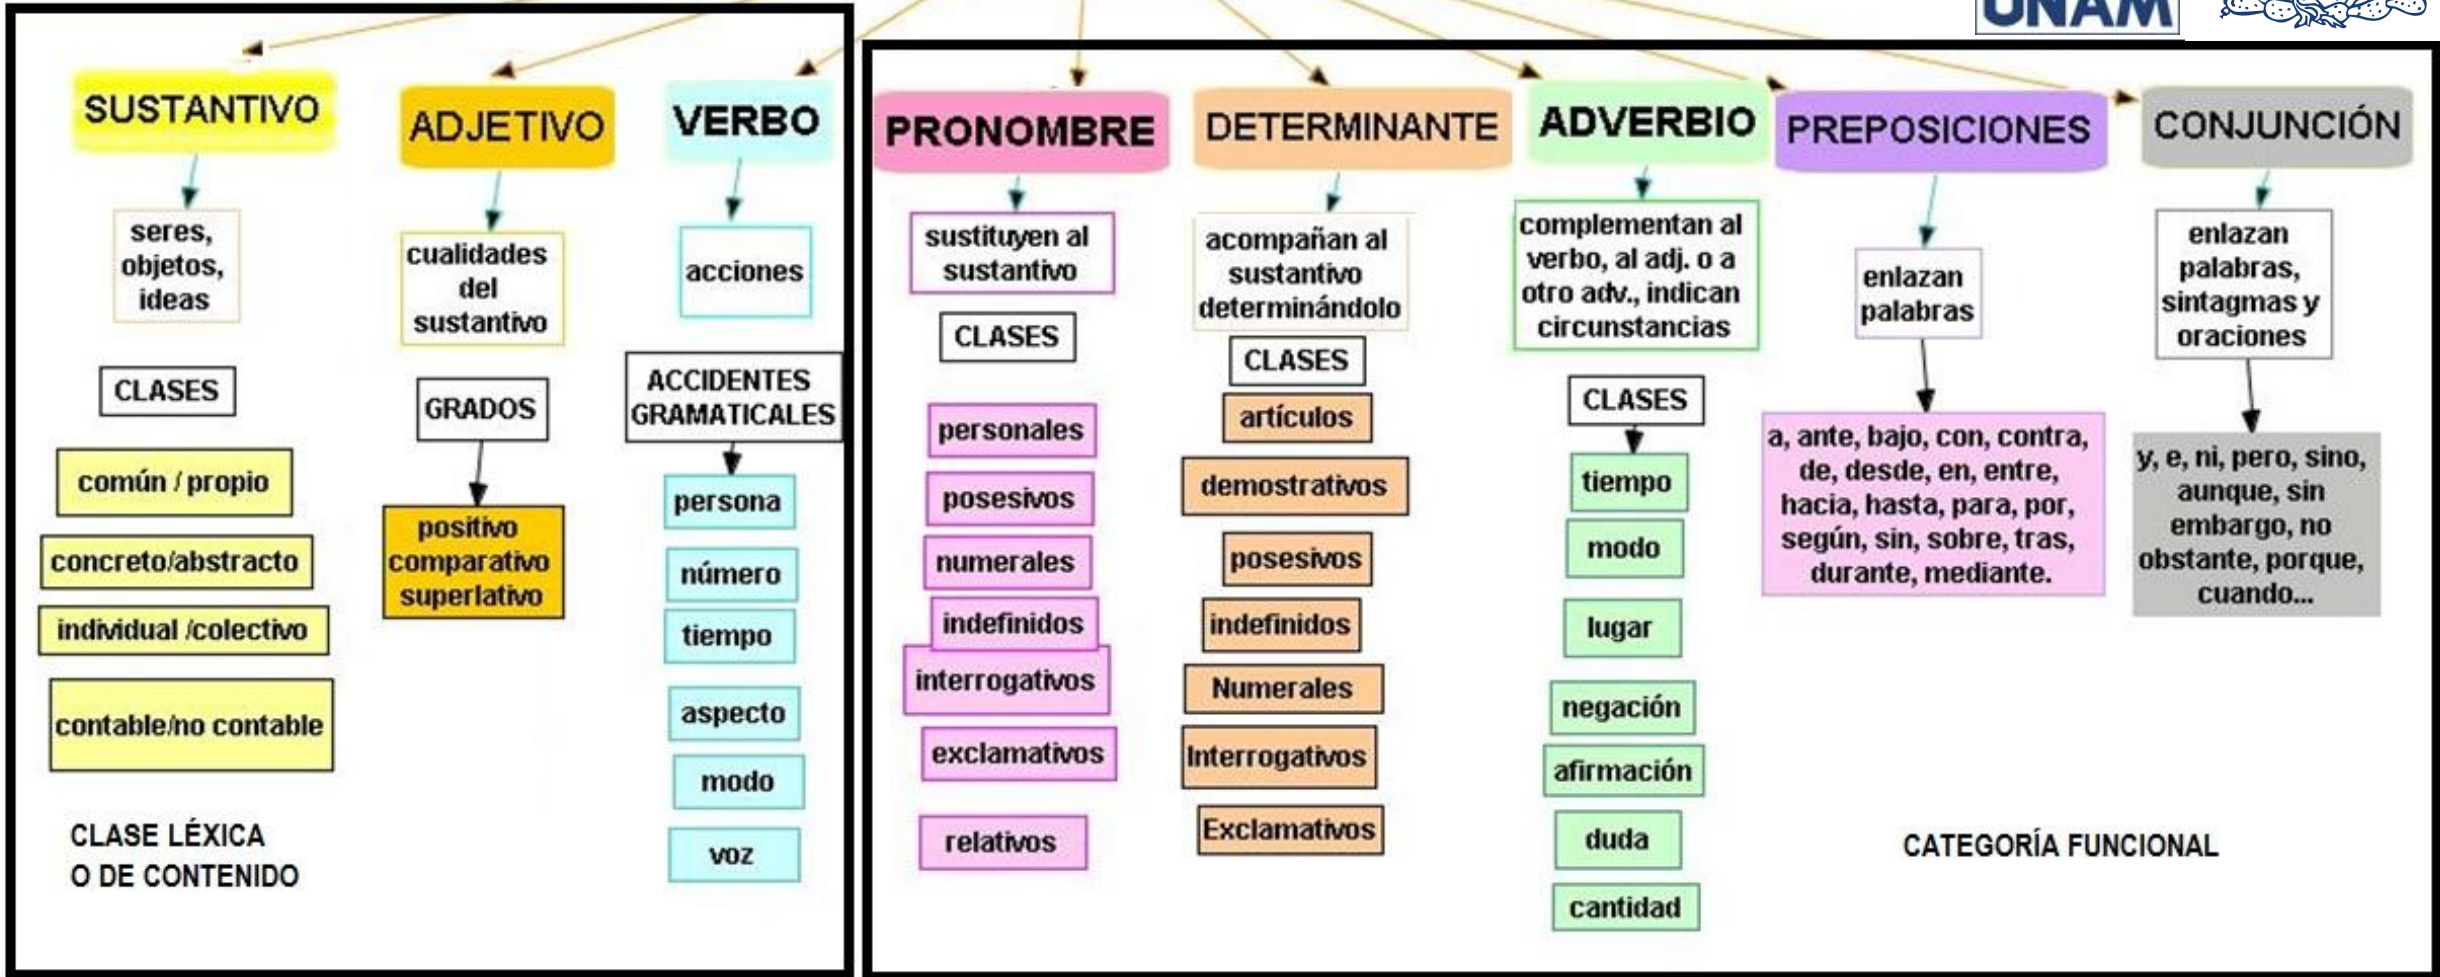 UNAM
SUSTANTIVO
seres,
objetos,
ideas
CLASES
común / propio
concreto/abstracto
individual /colectivo
contable/no contable
ADJETIVO
cualidades
del
sustantivo
GRADOS
positivo
comparativo
superlativo
VERBO
acciones
ACCIDENTES
GRAMATICALES
persona
número
tiempo
aspecto
modo
voz
CLASE LÉXICA
O DE CONTENIDO
PRONOMBRE
sustituyen al
sustantivo
CLASES
personales
posesivos
numerales
indefinidos
interrogativos
exclamativos
relativos
DETERMINANTE
acompañan al
sustantivo
determinándolo
CLASES
artículos
demostrativos
posesivos
indefinidos
Numerales
Interrogativos
Exclamativos
ADVERBIO
complementan al
verbo, al adj. o a
otro adv., indican
circunstancias
CLASES
tiempo
modo
lugar
negación
afirmación
duda
cantidad
PREPOSICIONES
enlazan
palabras
a, ante, bajo, con, contra,
de, desde, en, entre,
hacia, hasta, para, por,
según, sin, sobre, tras,
durante, mediante.
CONJUNCIÓN
enlazan
palabras,
sintagmas y
oraciones
y, e, ni, pero, sino,
aunque, sin
embargo, no
obstante, porque,
cuando...
CATEGORÍA FUNCIONAL